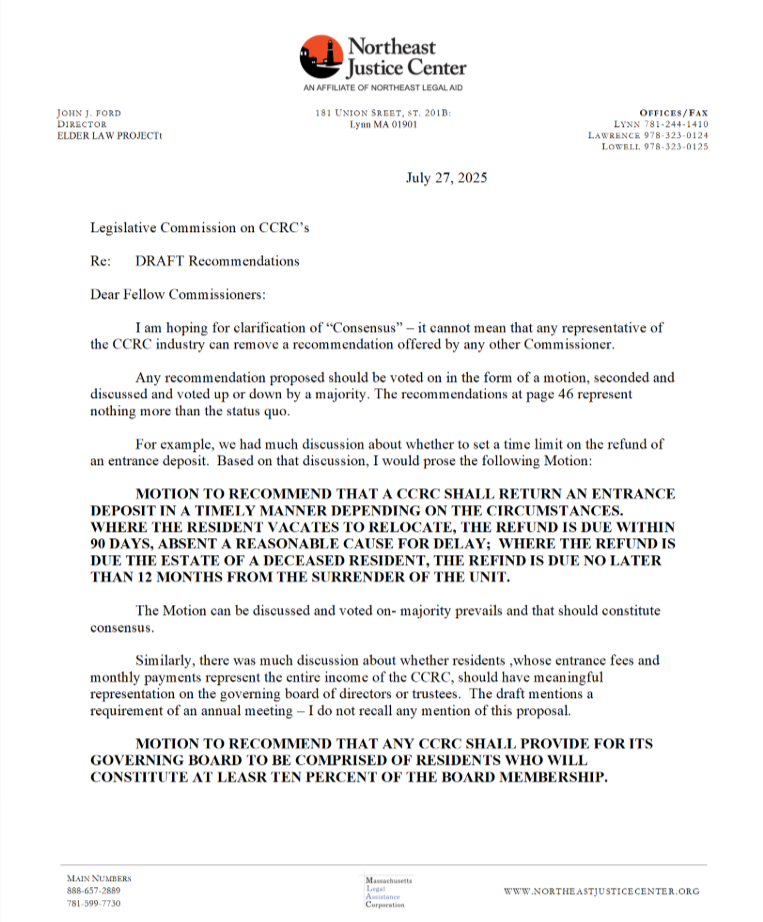 Northeast
Justice Center
AN AFFILIATE OF NORTHEAST LEGAL AID
JOHN J. FORD
DIRECTOR
ELDER LAW PROJECTt
181 UNION SREET, ST. 201B:
Lynn MA 01901
OFFICES/FAX
LYNN 781-244-1410
LAWRENCE 978-323-0124
LOWELL 978-323-0125
July 27, 2025
Legislative Commission on CCRC’s
Re: DRAFT Recommendations
Dear Fellow Commissioners:
I am hoping for clarification of “Consensus” – it cannot mean that any representative of
the CCRC industry can remove a recommendation offered by any other Commissioner.
Any recommendation proposed should be voted on in the form of a motion, seconded and
discussed and voted up or down by a majority. The recommendations at page 46 represent
nothing more than the status quo.
For example, we had much discussion about whether to set a time limit on the refund of
an entrance deposit. Based on that discussion, I would prose the following Motion:
MOTION TO RECOMMEND THAT A CCRC SHALL RETURN AN ENTRANCE
DEPOSIT IN A TIMELY MANNER DEPENDING ON THE CIRCUMSTANCES.
WHERE THE RESIDENT VACATES TO RELOCATE, THE REFUND IS DUE WITHIN
90 DAYS, ABSENT A REASONABLE CAUSE FOR DELAY; WHERE THE REFUND IS
DUE THE ESTATE OF A DECEASED RESIDENT, THE REFIND IS DUE NO LATER
THAN 12 MONTHS FROM THE SURRENDER OF THE UNIT.
The Motion can be discussed and voted on- majority prevails and that should constitute
consensus.
Similarly, there was much discussion about whether residents ,whose entrance fees and
monthly payments represent the entire income of the CCRC, should have meaningful
representation on the governing board of directors or trustees. The draft mentions a
requirement of an annual meeting – I do not recall any mention of this proposal.
MOTION TO RECOMMEND THAT ANY CCRC SHALL PROVIDE FOR ITS
GOVERNING BOARD TO BE COMPRISED OF RESIDENTS WHO WILL
CONSTITUTE AT LEASR TEN PERCENT OF THE BOARD MEMBERSHIP.
MAIN NUMBERS
888-657-2889
781-599-7730
Massachusetts
Legal
Assistance
Corporation
WWW.NORTHEASTJUSTICECENTER.ORG